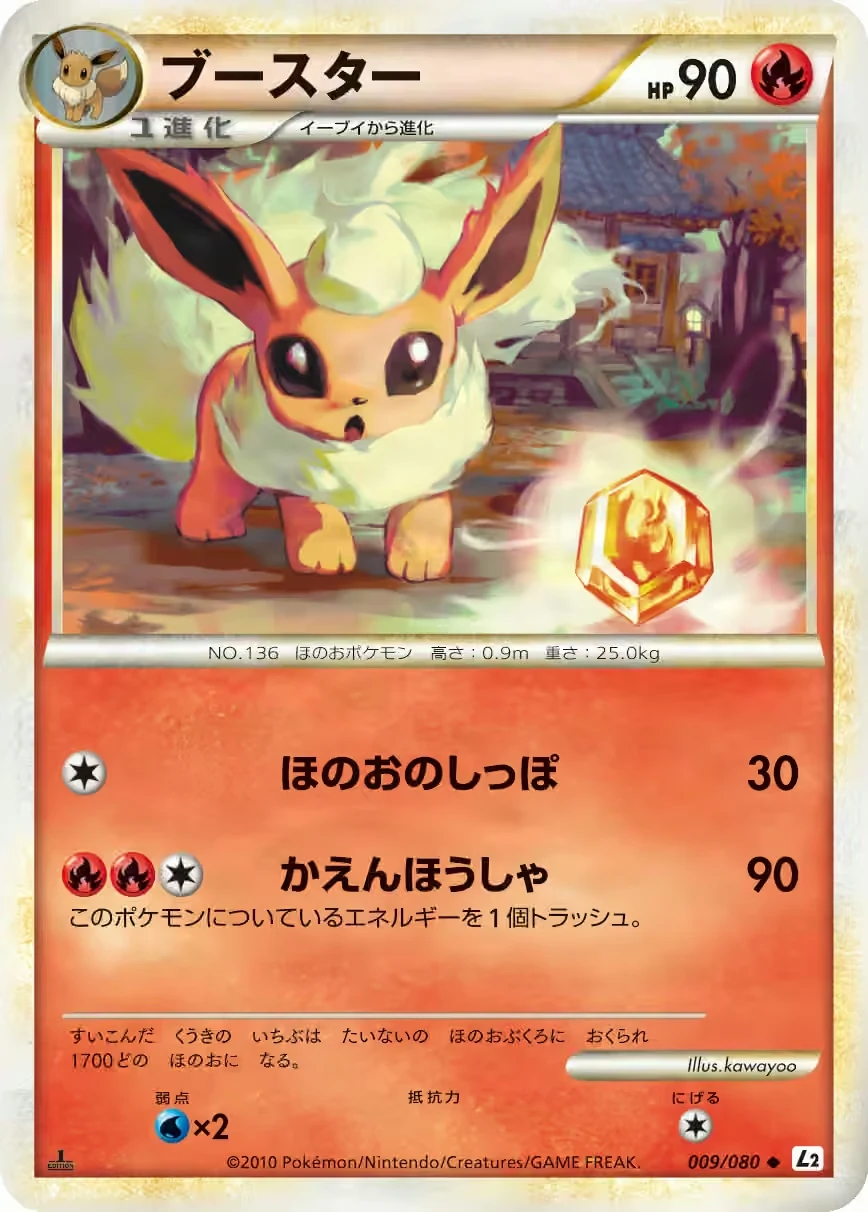 ブースター
HP90
1進化
イーブイから進化
NO.136 ほのおポケモン 高さ：0.9m 重さ：25.0kg
ほのおのしっぽ 30
かえんほうしゃ 90
このポケモンについているエネルギーを1個トラッシュ。
すいこんだ くうきの いちぶは たいないの ほのおぶくろに おくられ
1700どの ほのおに なる。
Illus.kawayoo
弱点 抵抗力 にげる
×2
1 EDITION
©2010 Pokémon/Nintendo/Creatures/GAME FREAK.
009/080 ◆ L2